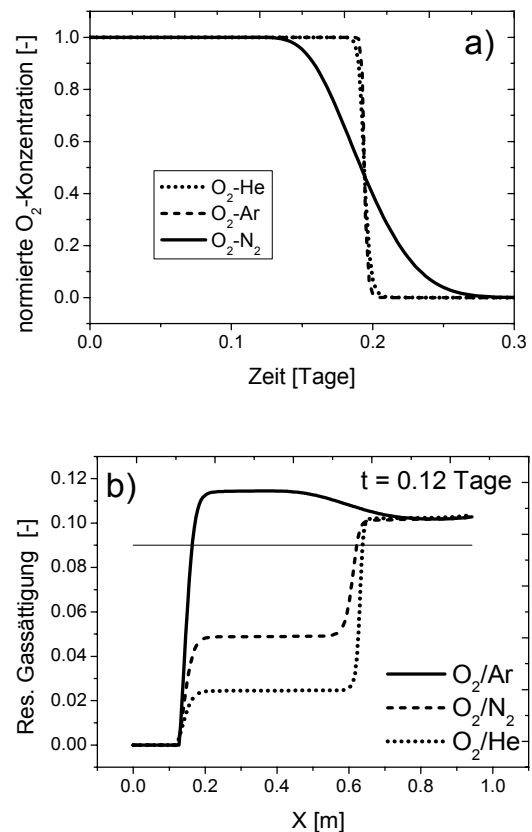 a)
normierte O₂-Konzentration [-]
1.0
0.8
0.6
0.4
0.2
0.0
O₂-He
O₂-Ar
O₂-N₂
0.0 0.1 0.2 0.3
Zeit [Tage]
b)
t = 0.12 Tage
Res. Gassättigung [-]
0.12
0.10
0.08
0.06
0.04
0.02
0.00
O₂/Ar
O₂/N₂
O₂/He
0.0 0.2 0.4 0.6 0.8 1.0
X [m]